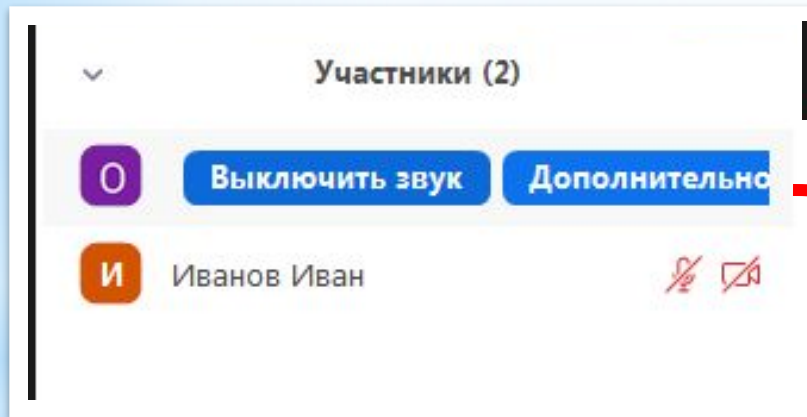 Участники (2)
О Выключить звук Дополнительно
И Иванов Иван